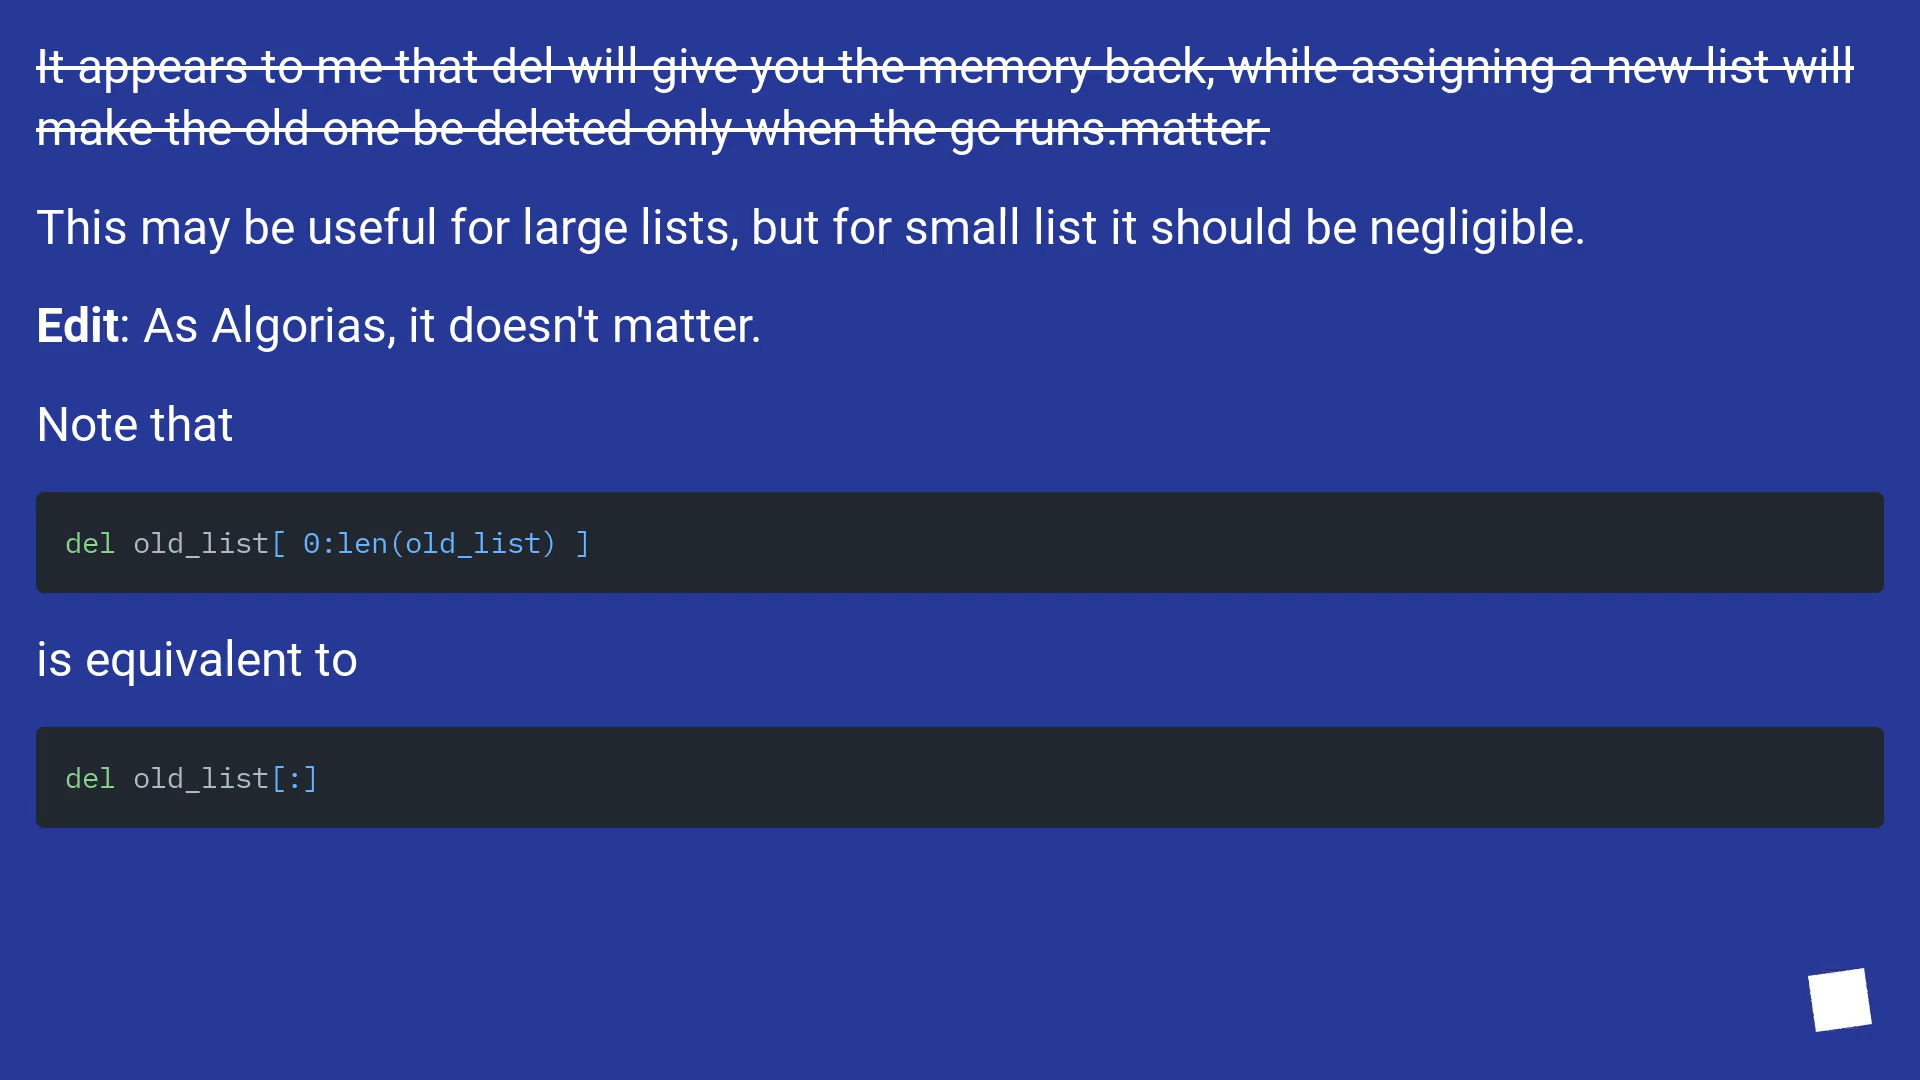 It appears to me that del will give you the memory back, while assigning a new list will
make the old one be deleted only when the gc runs.matter.
This may be useful for large lists, but for small list it should be negligible.
Edit: As Algorias, it doesn't matter.
Note that
del old_list[ 0:len(old_list) ]
is equivalent to
del old_list[:]